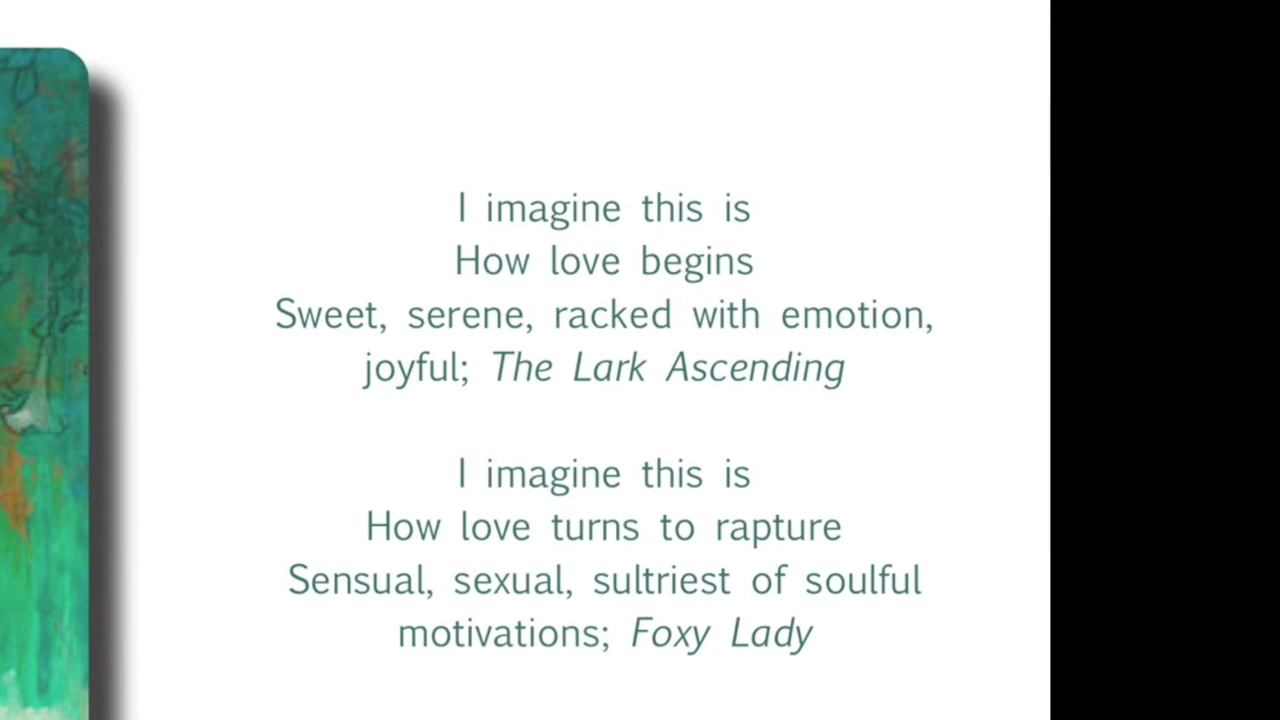 I imagine this is
How love begins
Sweet, serene, racked with emotion,
joyful; The Lark Ascending
I imagine this is
How love turns to rapture
Sensual, sexual, sultriest of soulful
motivations; Foxy Lady